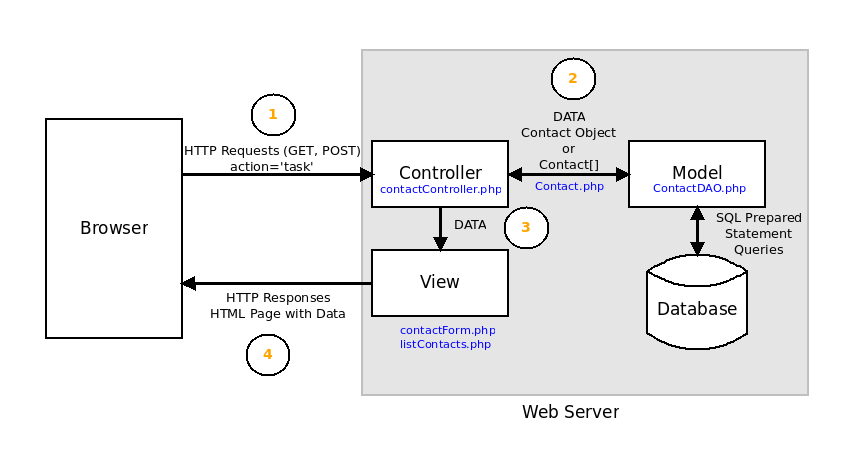 1
HTTP Requests (GET, POST)
action='task'
Browser
HTTP Responses
HTML Page with Data
4
2
DATA
Contact Object
or
Contact[]
Contact.php
Controller
contactController.php
Model
ContactDAO.php
DATA
3
SQL Prepared
Statement
Queries
View
contactForm.php
listContacts.php
Database
Web Server